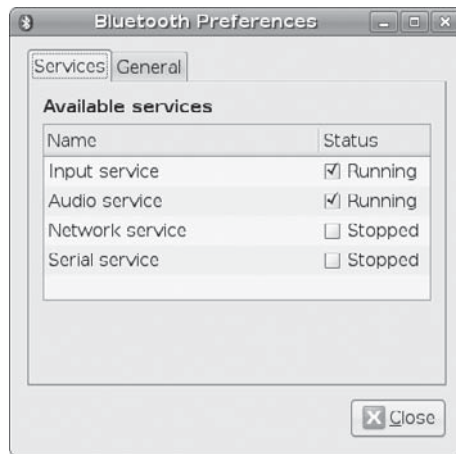 Bluetooth Preferences
Services General
Available services
Name Status
Input service Running
Audio service Running
Network service Stopped
Serial service Stopped
Close